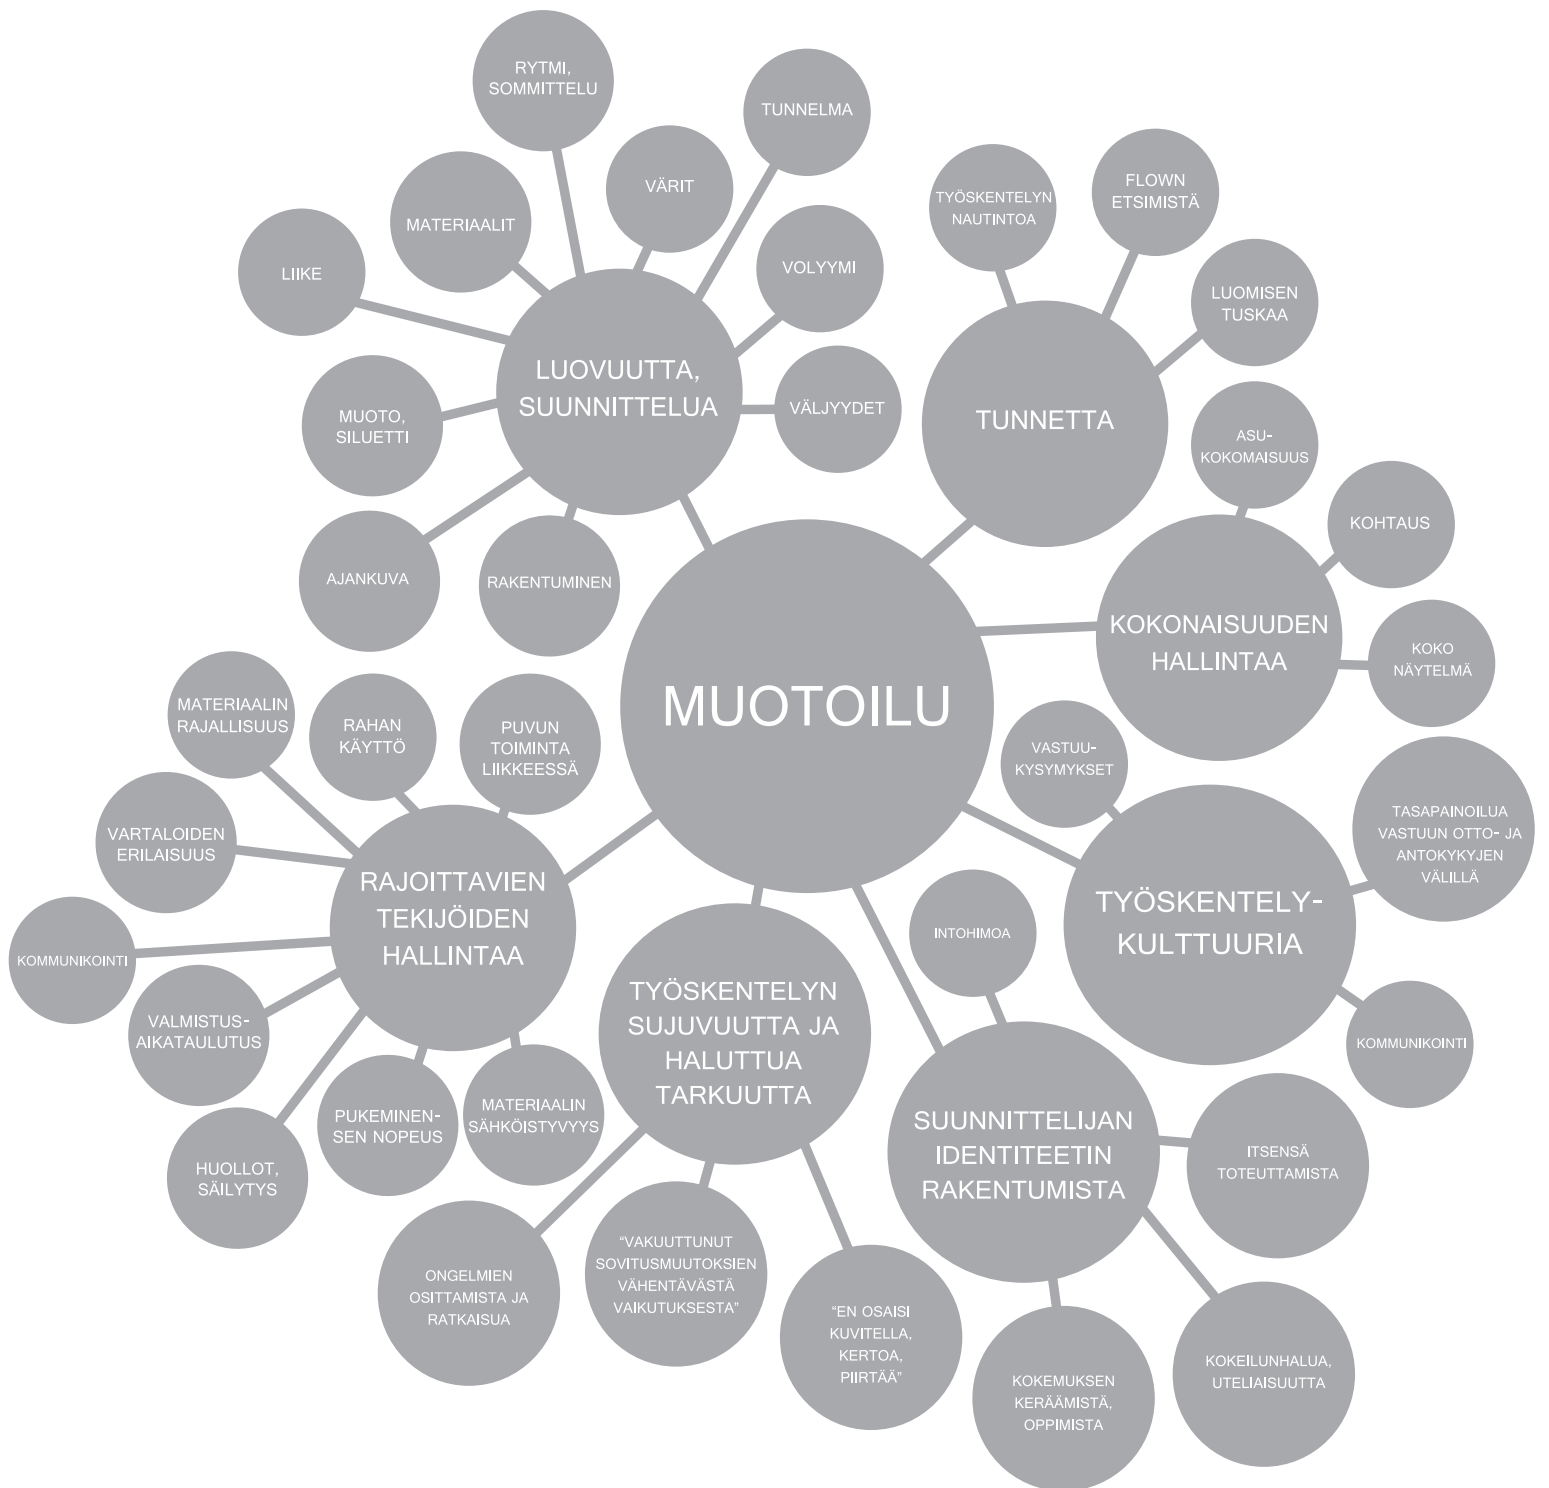 RYTMI,
SOMMITTELU
TUNNELMA
VÄRIT
MATERIAALIT
LIIKE
VOLYYMI
MUOTO,
SILUETTI
LUOVUUTTA,
SUUNNITTELUA
VÄLJYYDET
AJANKUVA
RAKENTUMINEN
TYÖSKENTELYN
NAUTINTOA
FLOWN
ETSIMISTÄ
LUOMISEN
TUSKAA
TUNNETTA
ASU-
KOKOMAISUUS
KOHTAUS
KOKONAISUUDEN
HALLINTAA
KOKO
NÄYTELMÄ
MUOTOILU
MATERIAALIN
RAJALLISUUS
RAHAN
KÄYTTÖ
PUVUN
TOIMINTA
LIIKKEESSÄ
VARTALOIDEN
ERILAISUUS
RAJOITTAVIEN
TEKIJÖIDEN
HALLINTAA
KOMMUNIKOINTI
VALMISTUS-
AIKATAULUTUS
HUOLLOT,
SÄILYTYS
PUKEMINEN-
SEN NOPEUS
MATERIAALIN
SÄHKÖISTYVYYS
VASTUU-
KYSYMYKSET
TASAPAINOILUA
VASTUUN OTTO- JA
ANTOKYKYJEN
VÄLILLÄ
TYÖSKENTELY-
KULTTUURIA
KOMMUNIKOINTI
TYÖSKENTELYN
SUJUVUUTTA JA
HALUTTUA
TARKUUTTA
ONGELMIEN
OSITTAMISTA JA
RATKAISUA
“VAKUUTTUNUT
SOVITUSMUUTOKSIEN
VÄHENTÄVÄSTÄ
VAIKUTUKSESTA”
“EN OSAISI
KUVITELLA,
KERTOA,
PIIRTÄÄ”
INTOHIMOA
SUUNNITTELIJAN
IDENTITEETIN
RAKENTUMISTA
ITSENSÄ
TOTEUTTAMISTA
KOKEILUNHALUA,
UTELIAISUUTTA
KOKEMUKSEN
KERÄÄMISTÄ,
OPPIMISTA